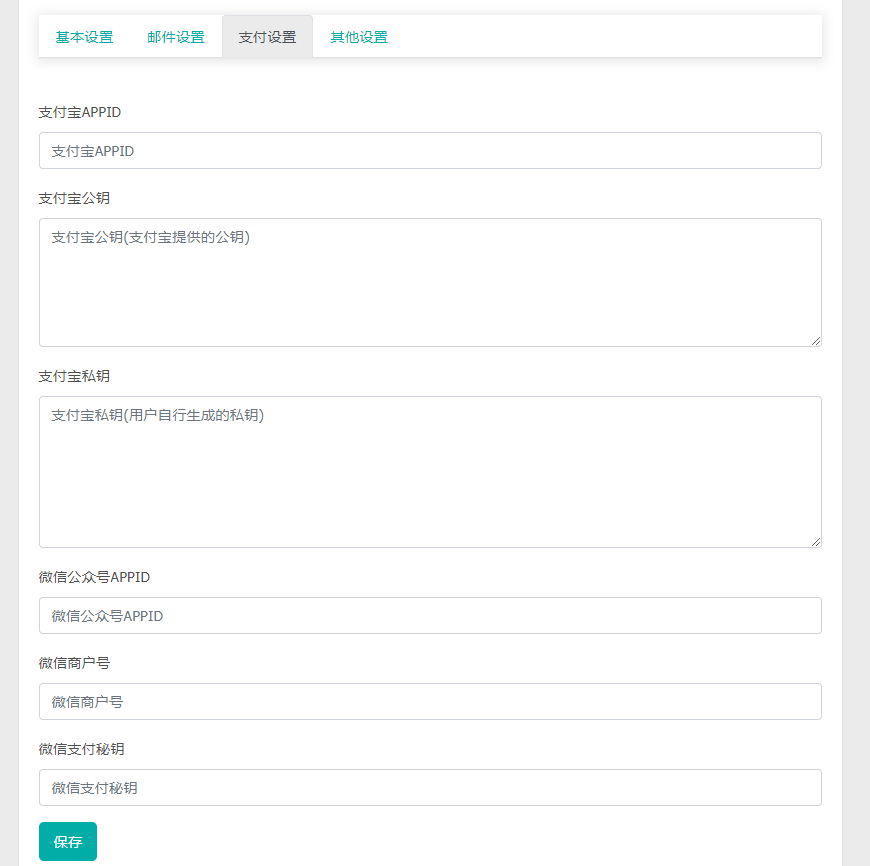 基本设置 邮件设置 支付设置 其他设置
支付宝APPID
支付宝APPID
支付宝公钥
支付宝公钥(支付宝提供的公钥)
支付宝私钥
支付宝私钥(用户自行生成的私钥)
微信公众号APPID
微信公众号APPID
微信商户号
微信商户号
微信支付秘钥
微信支付秘钥
保存